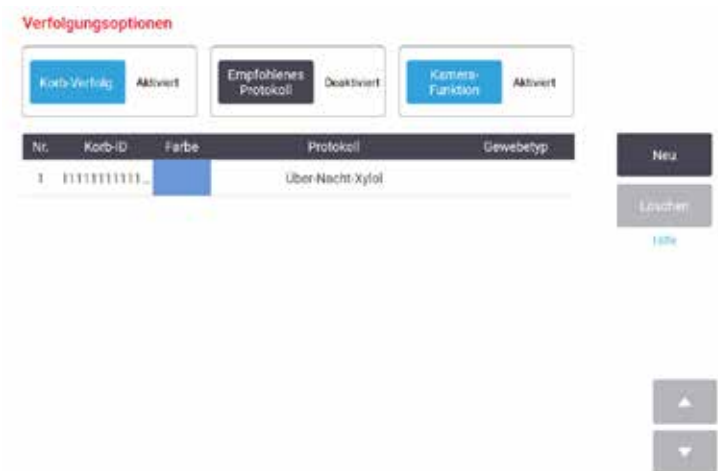 Verfolgungsoptionen
Korb-Verfolg. Aktiviert
Empfohlenes
Protokoll
Deaktiviert
Kamera-
Funktion
Aktiviert
Nr. Korb-ID Farbe Protokoll Gewebetyp
1 11111111111... Über-Nacht-Xylol
Neu
Löschen
Hilfe